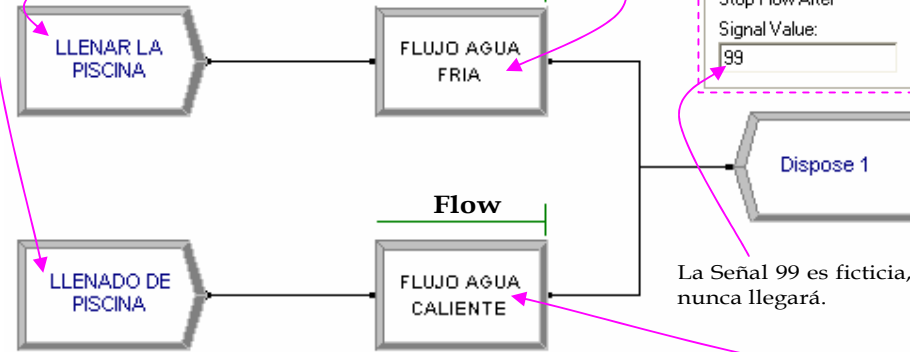 Stop Flow After
Signal Value:
99
LLENAR LA
PISCINA
FLUJO AGUA
FRIA
Dispose 1
Flow
LLENADO DE
PISCINA
FLUJO AGUA
CALIENTE
La Señal 99 es ficticia,
nunca llegará.